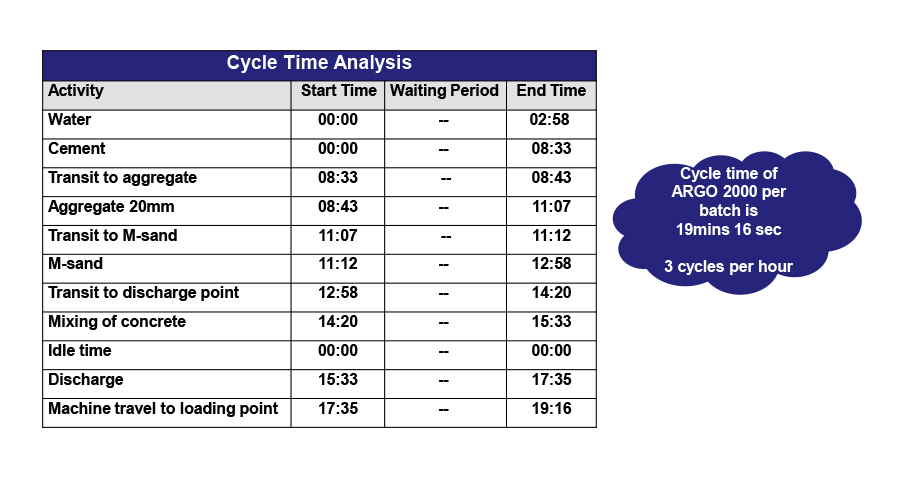 Cycle Time Analysis
Activity Start Time Waiting Period End Time
Water 00:00 -- 02:58
Cement 00:00 -- 08:33
Transit to aggregate 08:33 -- 08:43
Aggregate 20mm 08:43 -- 11:07
Transit to M-sand 11:07 -- 11:12
M-sand 11:12 -- 12:58
Transit to discharge point 12:58 -- 14:20
Mixing of concrete 14:20 -- 15:33
Idle time 00:00 -- 00:00
Discharge 15:33 -- 17:35
Machine travel to loading point 17:35 -- 19:16
Cycle time of
ARGO 2000 per
batch is
19mins 16 sec
3 cycles per hour